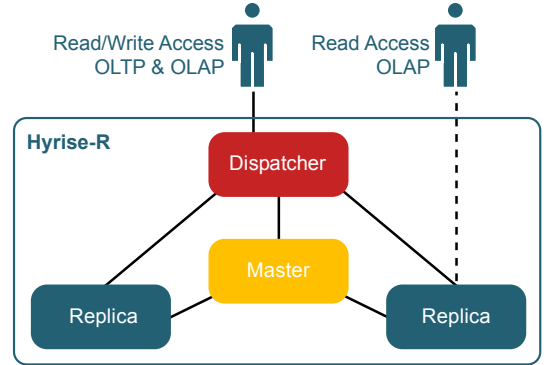 Read/Write Access
OLTP & OLAP
Read Access
OLAP
Hyrise-R
Dispatcher
Master
Replica
Replica